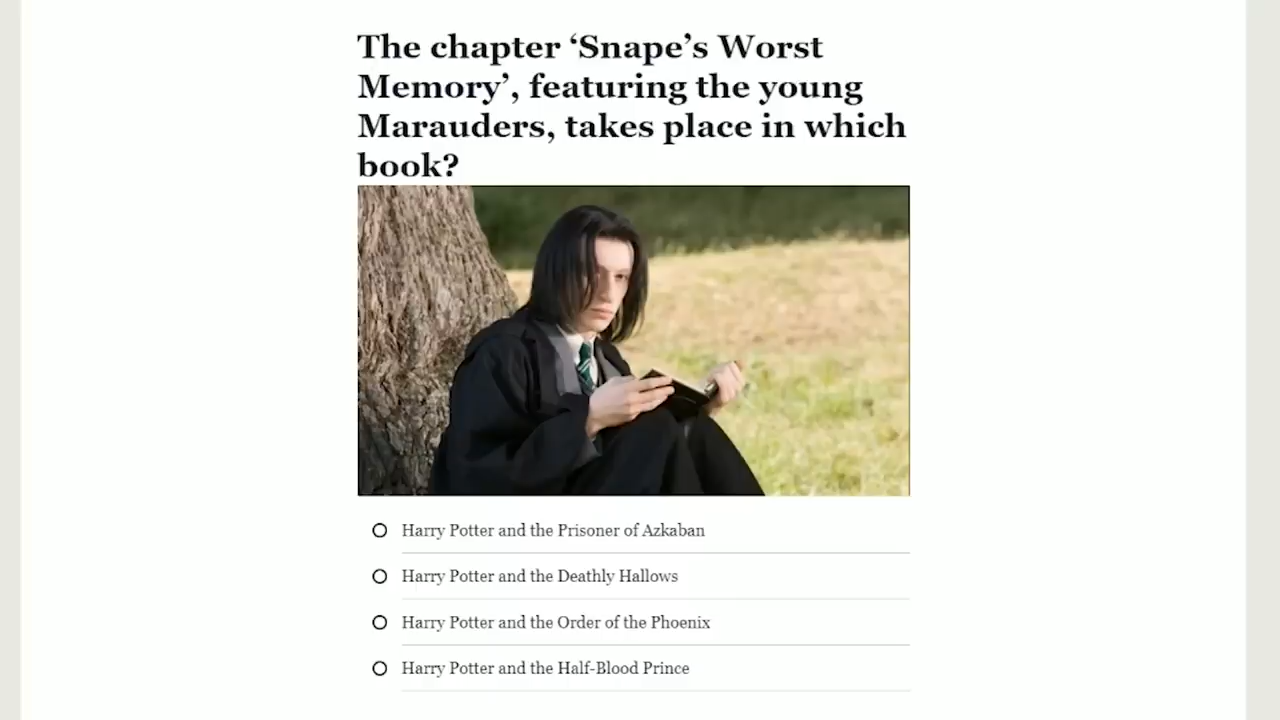 The chapter ‘Snape’s Worst
Memory’, featuring the young
Marauders, takes place in which
book?
Harry Potter and the Prisoner of Azkaban
Harry Potter and the Deathly Hallows
Harry Potter and the Order of the Phoenix
Harry Potter and the Half-Blood Prince